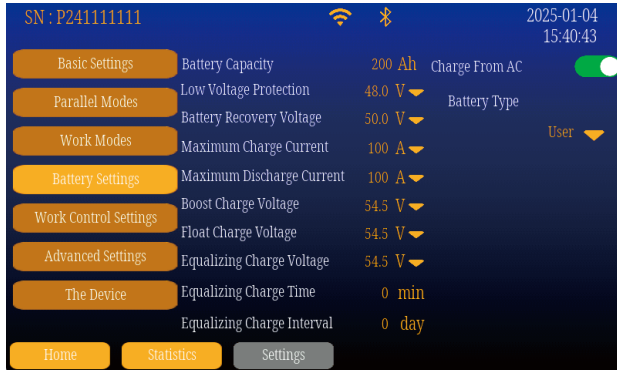 SN : P241111111
2025-01-04
15:40:43
Basic Settings
Parallel Modes
Work Modes
Battery Settings
Work Control Settings
Advanced Settings
The Device
Battery Capacity 200 Ah
Low Voltage Protection 48.0 V
Battery Recovery Voltage 50.0 V
Maximum Charge Current 100 A
Maximum Discharge Current 100 A
Boost Charge Voltage 54.5 V
Float Charge Voltage 54.5 V
Equalizing Charge Voltage 54.5 V
Equalizing Charge Time 0 min
Equalizing Charge Interval 0 day
Charge From AC
Battery Type
User
Home Statistics Settings